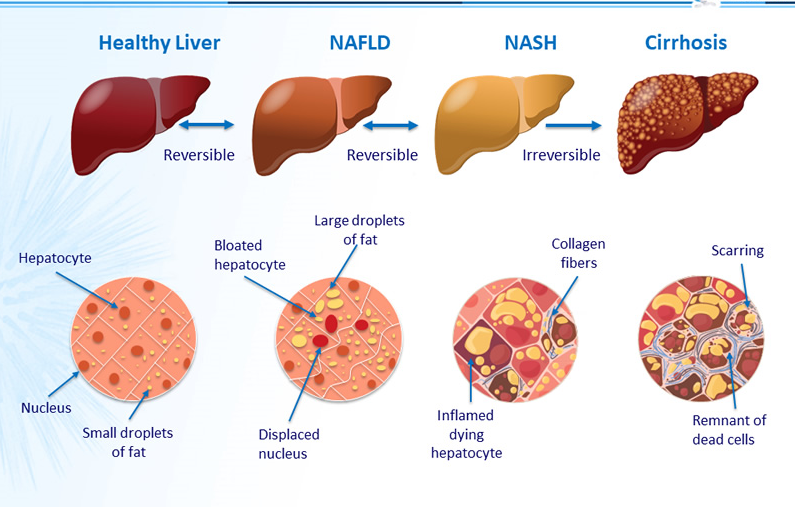 Healthy Liver
NAFLD
NASH
Cirrhosis
Reversible
Reversible
Irreversible
Large droplets
of fat
Bloated
hepatocyte
Collagen
fibers
Hepatocyte
Scarring
Nucleus
Small droplets
of fat
Displaced
nucleus
Inflamed
dying
hepatocyte
Remnant of
dead cells